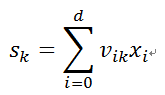 s_k = \sum_{i=0}^{d} v_{ik} x_i ↵